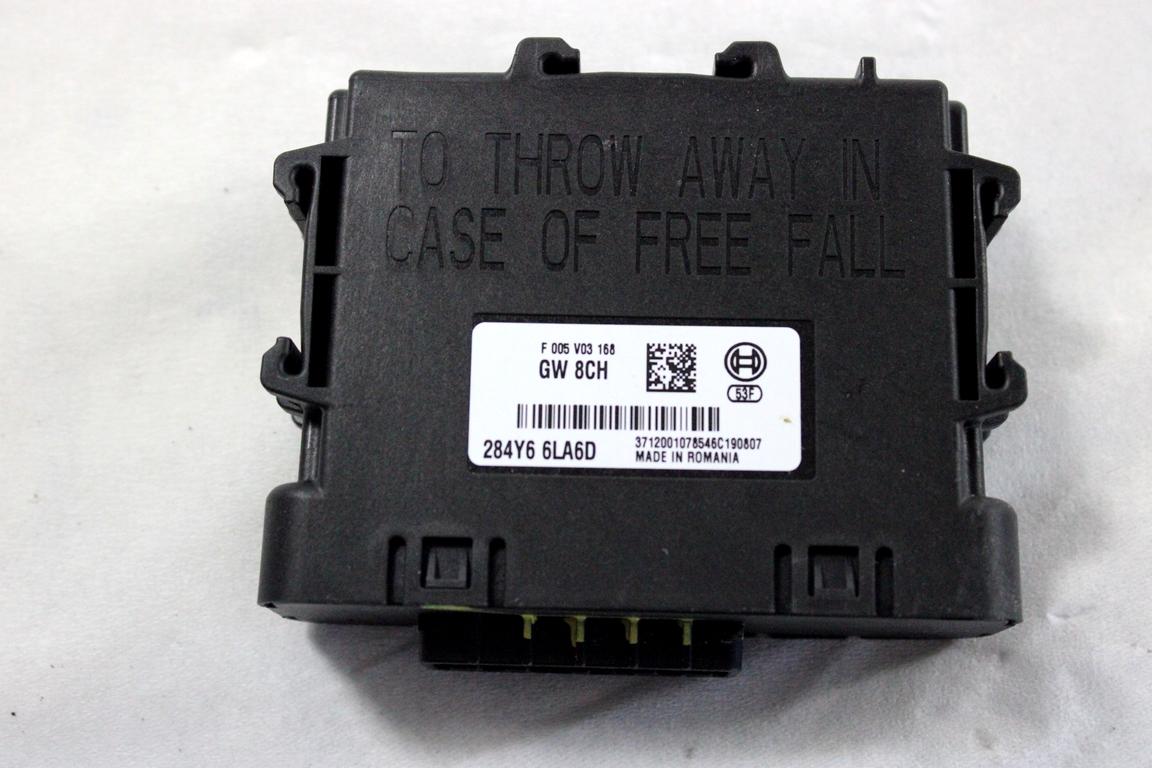 TO THROW AWAY IN
CASE OF FREE FALL
F 005 V03 168
GW 8CH
53F
284Y6 6LA6D
3712001078546C190807
MADE IN ROMANIA